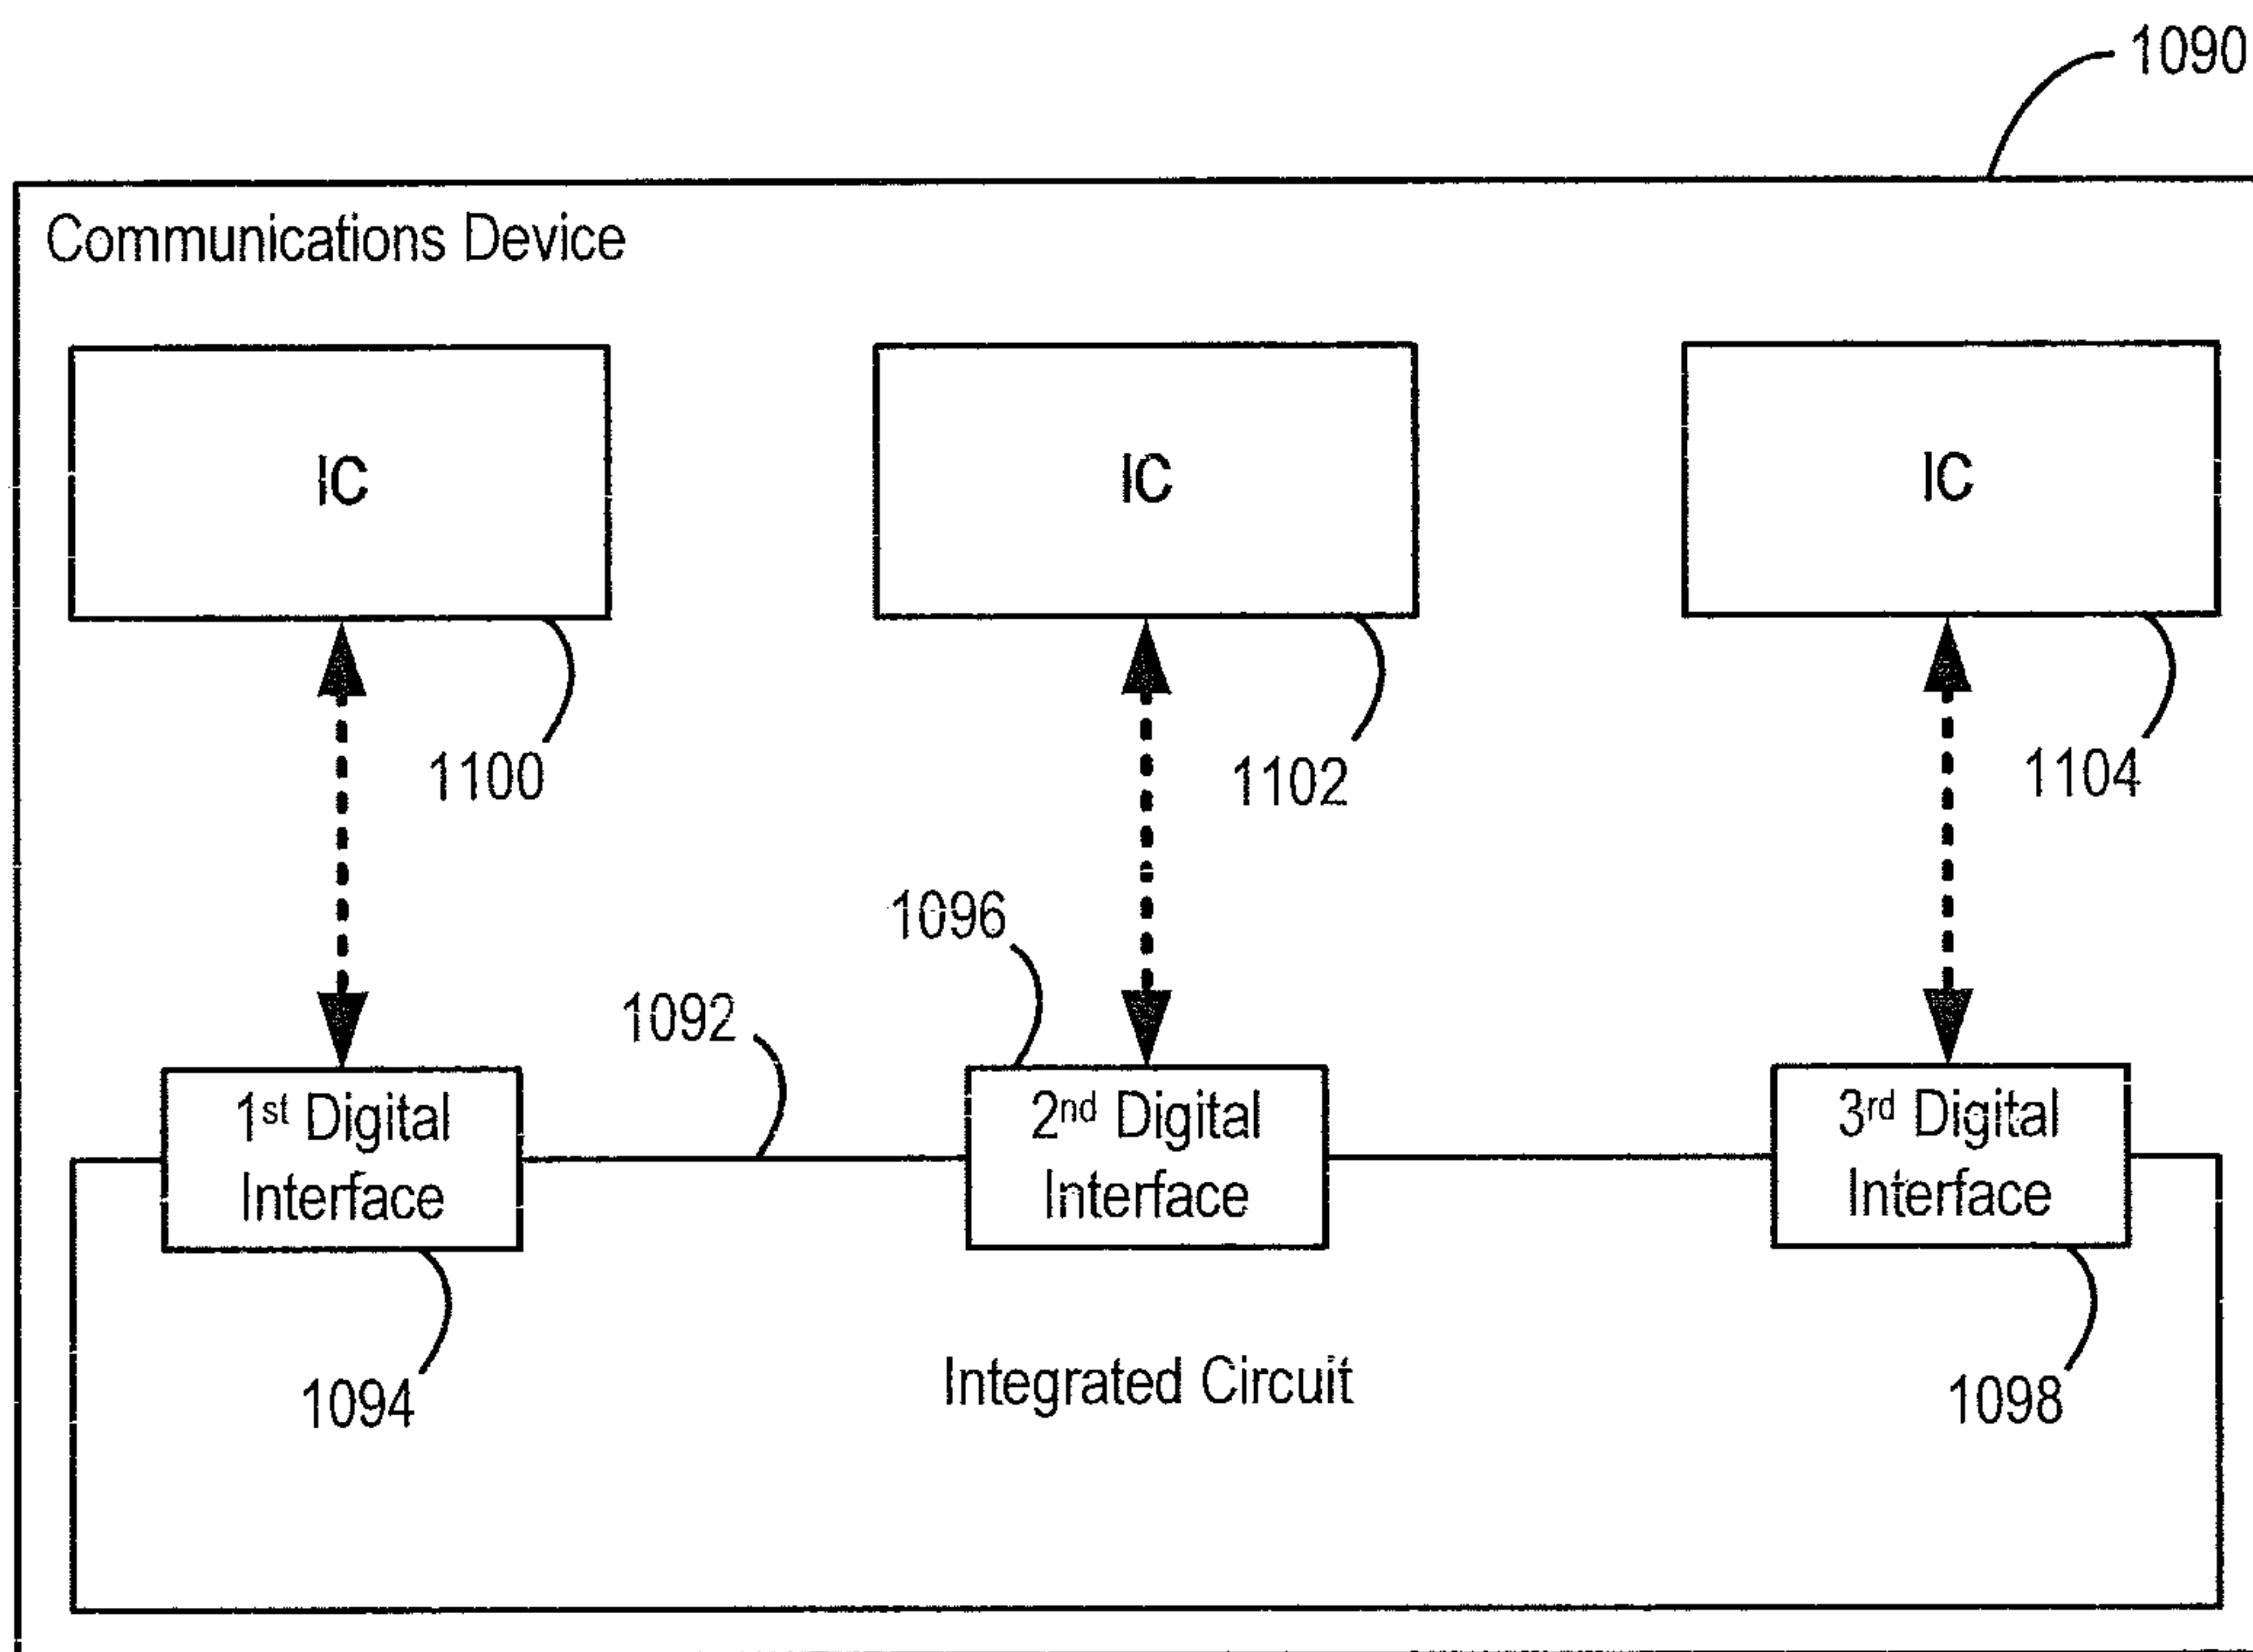 1090
Communications Device
IC
IC
IC
1100
1102
1104
1096
1092
1st Digital
Interface
2nd Digital
Interface
3rd Digital
Interface
1094
Integrated Circuit
1098